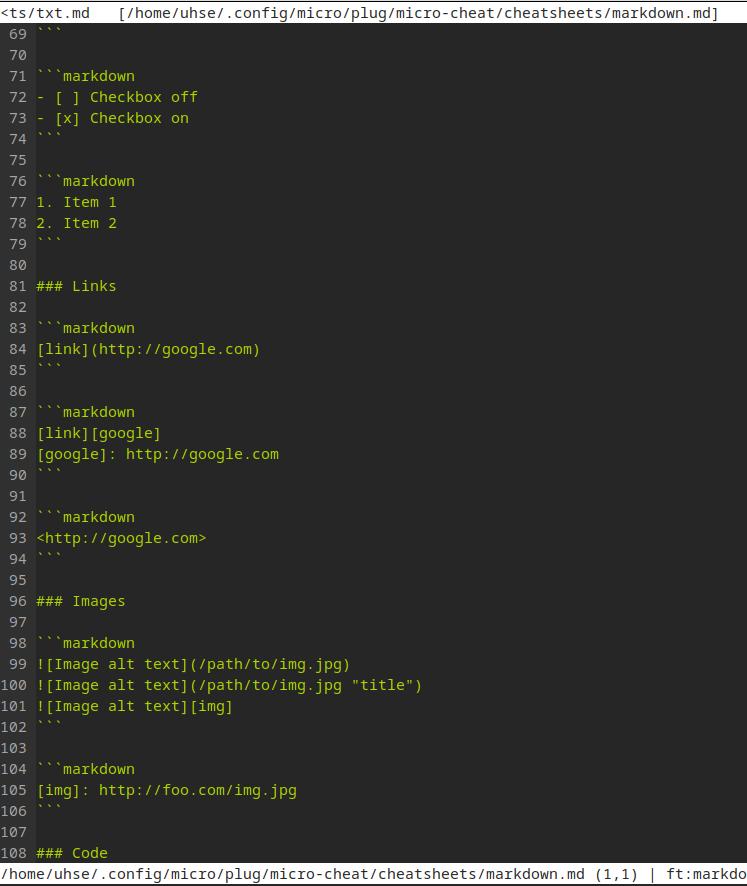 <ts/txt.md   [/home/uhse/.config/micro/plug/micro-cheat/cheatsheets/markdown.md]
69 ```
70
71 ```markdown
72 - [ ] Checkbox off
73 - [x] Checkbox on
74 ```
75
76 ```markdown
77 1. Item 1
78 2. Item 2
79 ```
80
81 ### Links
82
83 ```markdown
84 [link](http://google.com)
85 ```
86
87 ```markdown
88 [link][google]
89 [google]: http://google.com
90 ```
91
92 ```markdown
93 <http://google.com>
94 ```
95
96 ### Images
97
98 ```markdown
99 ![Image alt text](/path/to/img.jpg)
100 ![Image alt text](/path/to/img.jpg "title")
101 ![Image alt text][img]
102 ```
103
104 ```markdown
105 [img]: http://foo.com/img.jpg
106 ```
107
108 ### Code
/home/uhse/.config/micro/plug/micro-cheat/cheatsheets/markdown.md (1,1) | ft:markdo